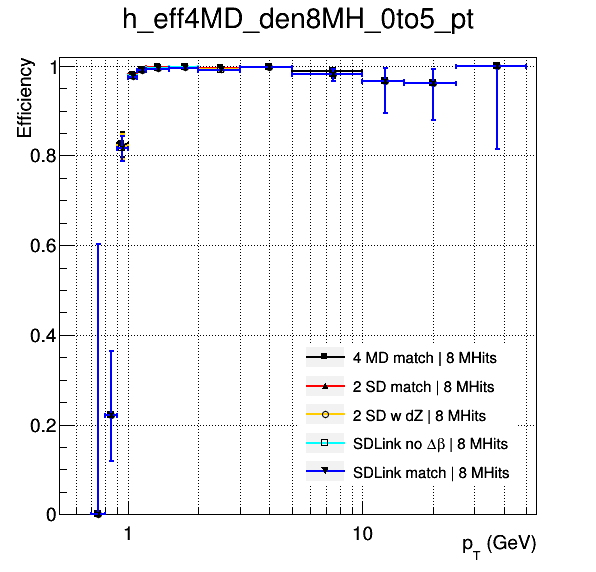 h_eff4MD_den8MH_0to5_pt
Efficiency
1
0.8
0.6
0.4
0.2
0
4 MD match | 8 MHits
2 SD match | 8 MHits
2 SD w dZ | 8 MHits
SDLink no Δβ | 8 MHits
SDLink match | 8 MHits
1 10
p_T (GeV)